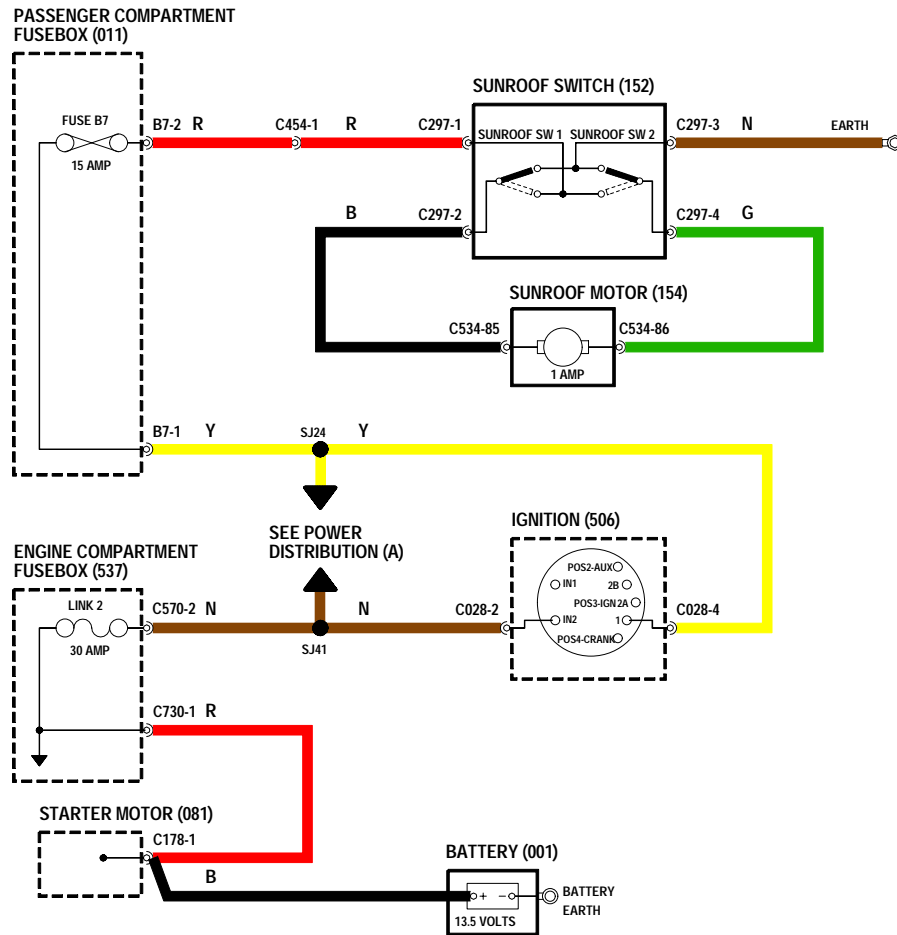 PASSENGER COMPARTMENT
FUSEBOX (011)
FUSE B7
15 AMP
B7-2 R
C454-1
R
C297-1
SUNROOF SWITCH (152)
SUNROOF SW 1
SUNROOF SW 2
C297-3
N
EARTH
B
C297-2
C297-4
G
SUNROOF MOTOR (154)
C534-85
C534-86
1 AMP
B7-1
Y
SJ24
Y
SEE POWER
DISTRIBUTION (A)
IGNITION (506)
POS2-AUX
IN1
2B
POS3-IGN 2A
IN2
1
POS4-CRANK
C028-2
C028-4
ENGINE COMPARTMENT
FUSEBOX (537)
LINK 2
30 AMP
C570-2
N
N
SJ41
C730-1
R
STARTER MOTOR (081)
C178-1
B
BATTERY (001)
+ -
13.5 VOLTS
BATTERY
EARTH